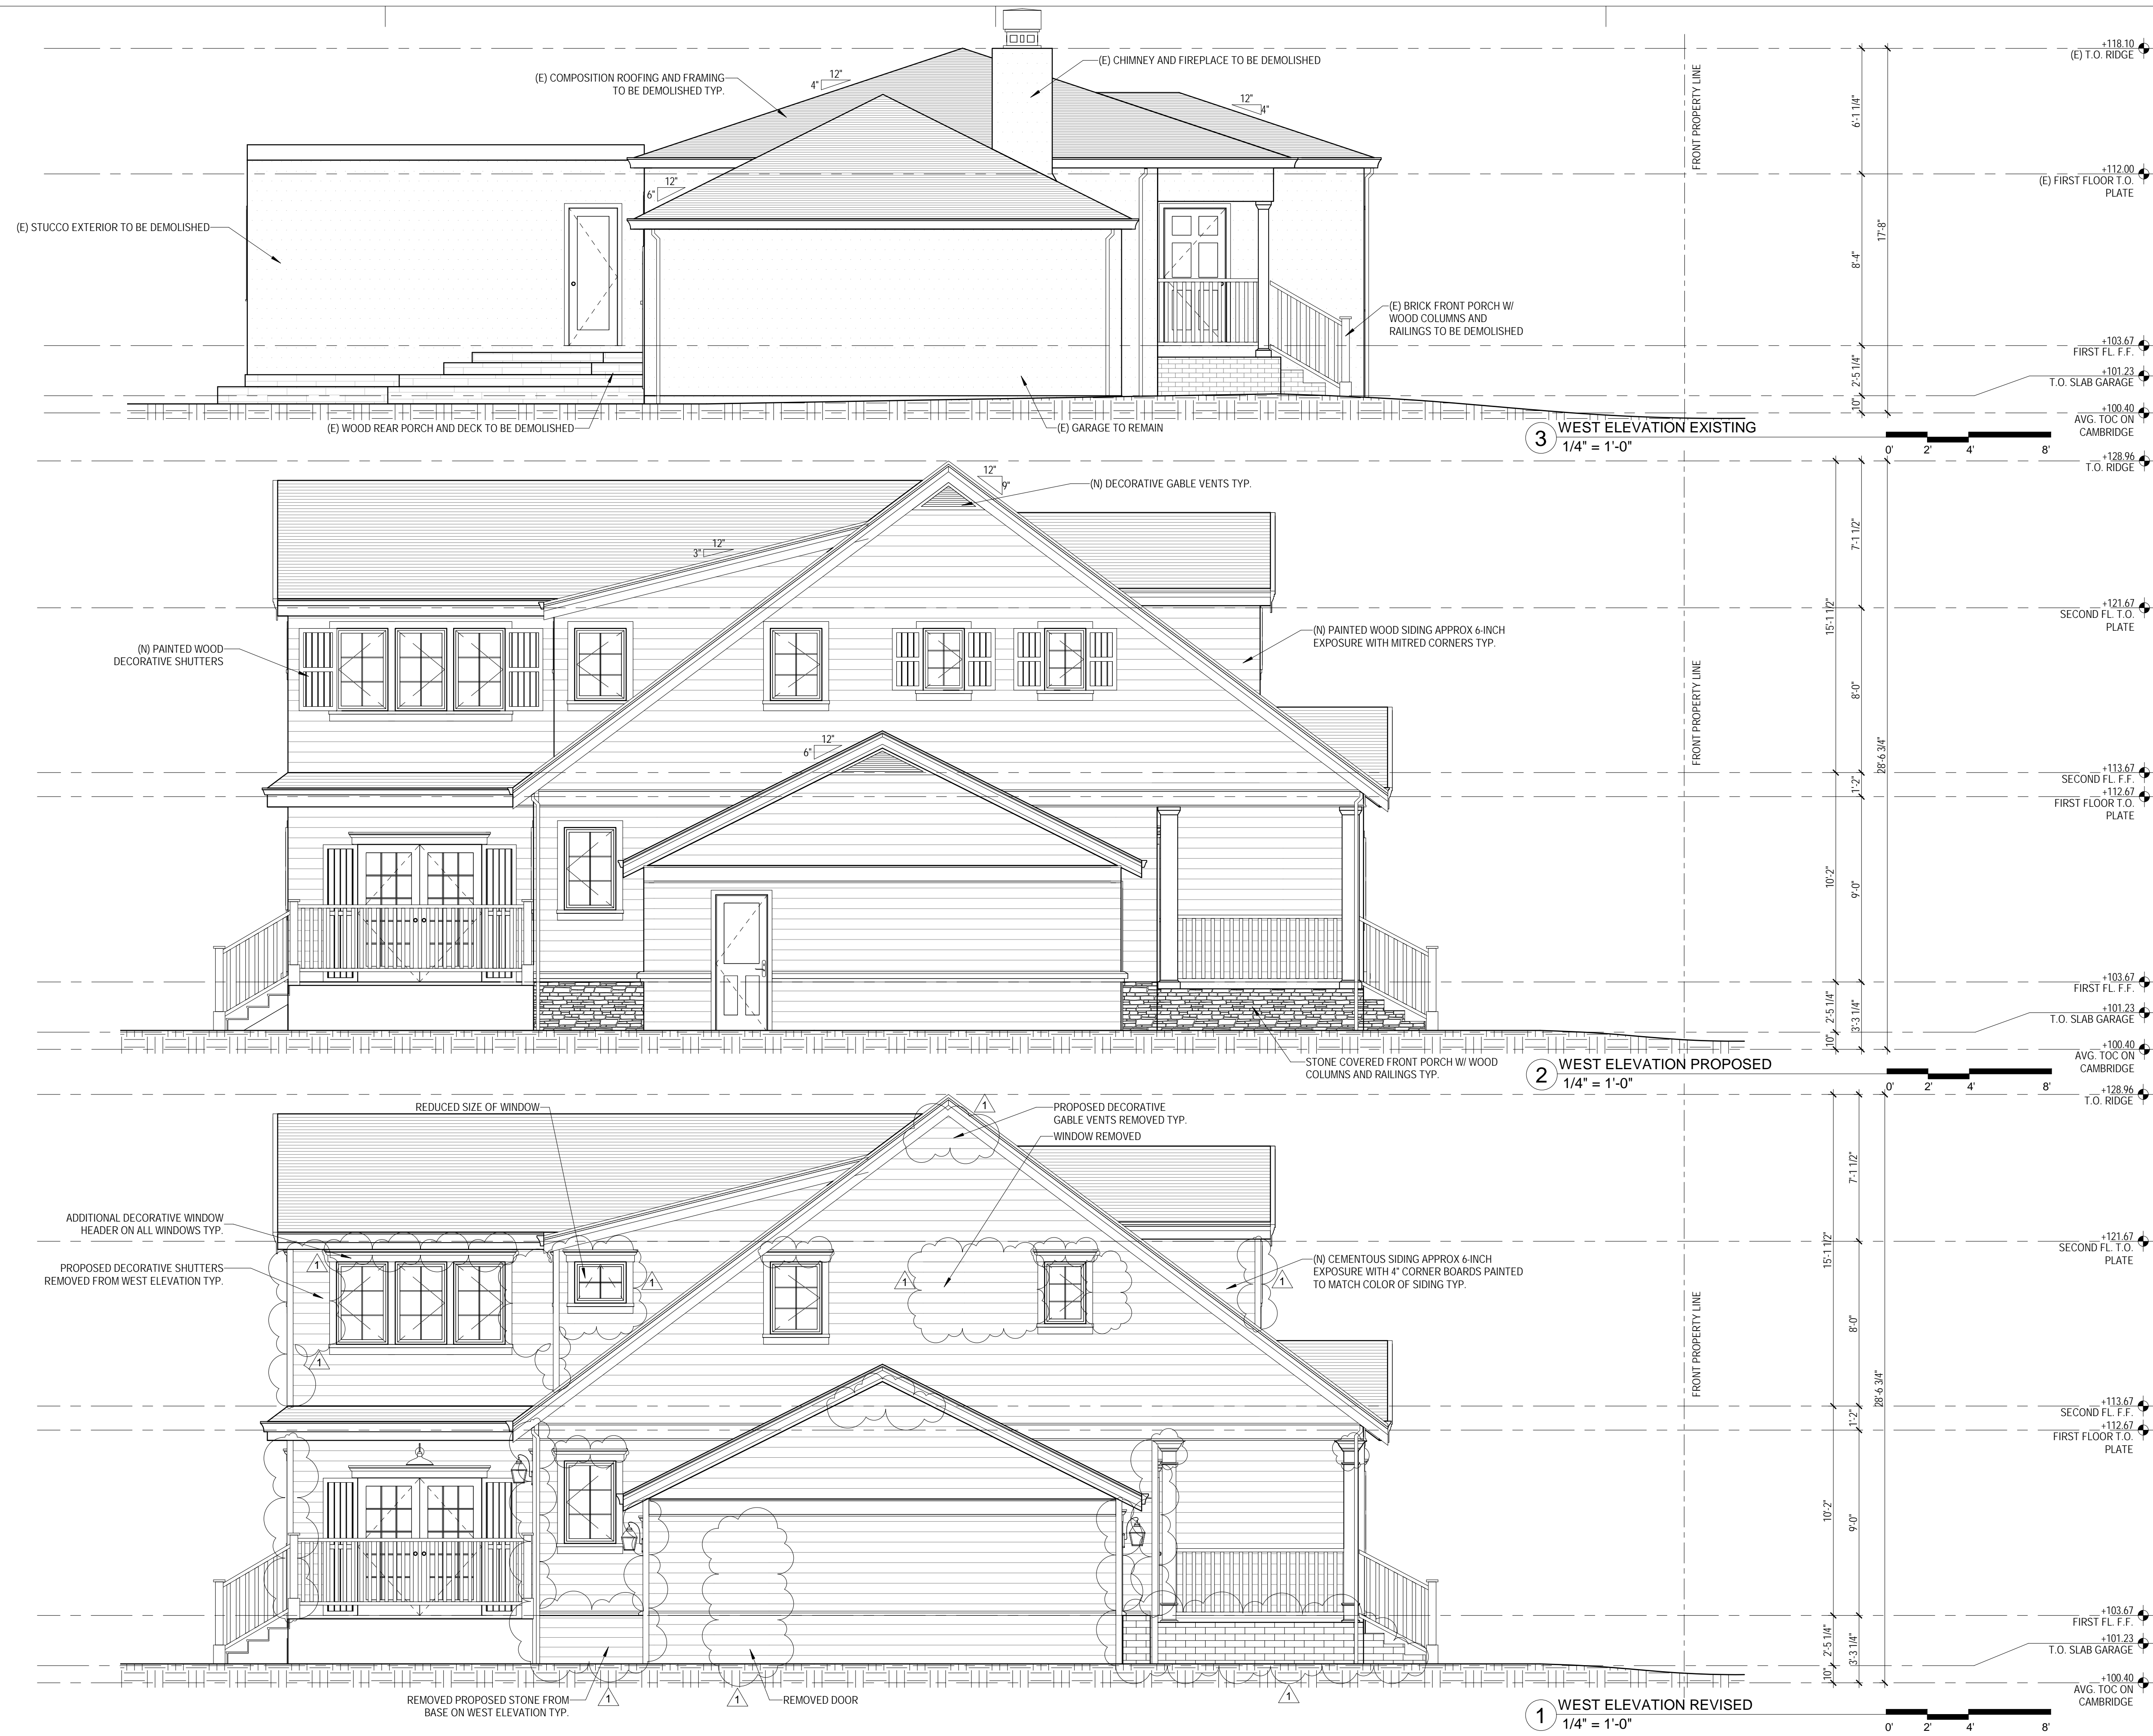 +118.10
(E) T.O. RIDGE
(E) CHIMNEY AND FIREPLACE TO BE DEMOLISHED
(E) COMPOSITION ROOFING AND FRAMING
TO BE DEMOLISHED TYP.
12"
4"
12"
4"
FRONT PROPERTY LINE
6'-1 1/4"
+112.00
(E) FIRST FLOOR T.O.
PLATE
12"
6"
(E) STUCCO EXTERIOR TO BE DEMOLISHED
17'-8"
8'-4"
(E) BRICK FRONT PORCH W/
WOOD COLUMNS AND
RAILINGS TO BE DEMOLISHED
+103.67
FIRST FL. F.F.
2'-5 1/4"
+101.23
T.O. SLAB GARAGE
10"
+100.40
AVG. TOC ON
CAMBRIDGE
(E) WOOD REAR PORCH AND DECK TO BE DEMOLISHED
(E) GARAGE TO REMAIN
3
WEST ELEVATION EXISTING
1/4" = 1'-0"
0' 2' 4' 8'
+128.96
T.O. RIDGE
12"
9"
(N) DECORATIVE GABLE VENTS TYP.
12"
3"
7'-1 1/2"
+121.67
SECOND FL. T.O.
PLATE
15'-1 1/2"
(N) PAINTED WOOD
DECORATIVE SHUTTERS
(N) PAINTED WOOD SIDING APPROX 6-INCH
EXPOSURE WITH MITRED CORNERS TYP.
FRONT PROPERTY LINE
8'-0"
12"
6"
28'-6 3/4"
+113.67
SECOND FL. F.F.
1'-2"
+112.67
FIRST FLOOR T.O.
PLATE
10'-2"
9'-0"
+103.67
FIRST FL. F.F.
2'-5 1/4"
3'-3 1/4"
+101.23
T.O. SLAB GARAGE
10"
+100.40
AVG. TOC ON
CAMBRIDGE
STONE COVERED FRONT PORCH W/ WOOD
COLUMNS AND RAILINGS TYP.
2
WEST ELEVATION PROPOSED
1/4" = 1'-0"
0' 2' 4' 8'
+128.96
T.O. RIDGE
REDUCED SIZE OF WINDOW
1
PROPOSED DECORATIVE
GABLE VENTS REMOVED TYP.
WINDOW REMOVED
7'-1 1/2"
ADDITIONAL DECORATIVE WINDOW
HEADER ON ALL WINDOWS TYP.
+121.67
SECOND FL. T.O.
PLATE
15'-1 1/2"
PROPOSED DECORATIVE SHUTTERS
REMOVED FROM WEST ELEVATION TYP.
1
1
1
1
(N) CEMENTOUS SIDING APPROX 6-INCH
EXPOSURE WITH 4" CORNER BOARDS PAINTED
TO MATCH COLOR OF SIDING TYP.
FRONT PROPERTY LINE
8'-0"
1
28'-6 3/4"
+113.67
SECOND FL. F.F.
1'-2"
+112.67
FIRST FLOOR T.O.
PLATE
10'-2"
9'-0"
+103.67
FIRST FL. F.F.
2'-5 1/4"
3'-3 1/4"
+101.23
T.O. SLAB GARAGE
10"
+100.40
AVG. TOC ON
CAMBRIDGE
REMOVED PROPOSED STONE FROM
BASE ON WEST ELEVATION TYP.
1
1
REMOVED DOOR
1
1
WEST ELEVATION REVISED
1/4" = 1'-0"
0' 2' 4' 8'